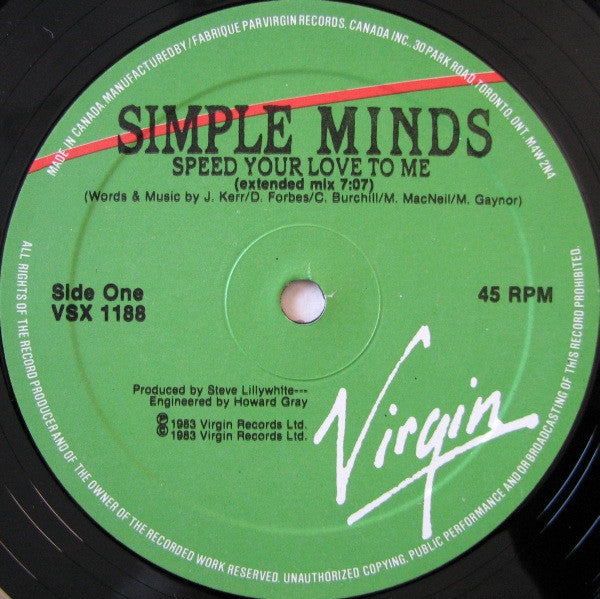 MADE IN CANADA. MANUFACTURED BY / FABRIQUE PAR VIRGIN RECORDS, CANADA INC., 30 PARK ROAD, TORONTO, ONT. M4W 2N4
SIMPLE MINDS
SPEED YOUR LOVE TO ME
(extended mix 7:07)
(Words & Music by J. Kerr/D. Forbes/C. Burchill/M. MacNeil/M. Gaynor)
Side One
VSX 1188
45 RPM
Produced by Steve Lillywhite---
Engineered by Howard Gray
℗ 1983 Virgin Records Ltd.
© 1983 Virgin Records Ltd.
Virgin
ALL RIGHTS OF THE RECORD PRODUCER AND OF THE OWNER OF THE RECORDED WORK RESERVED. UNAUTHORIZED COPYING, PUBLIC PERFORMANCE AND/OR BROADCASTING OF THIS RECORD PROHIBITED.